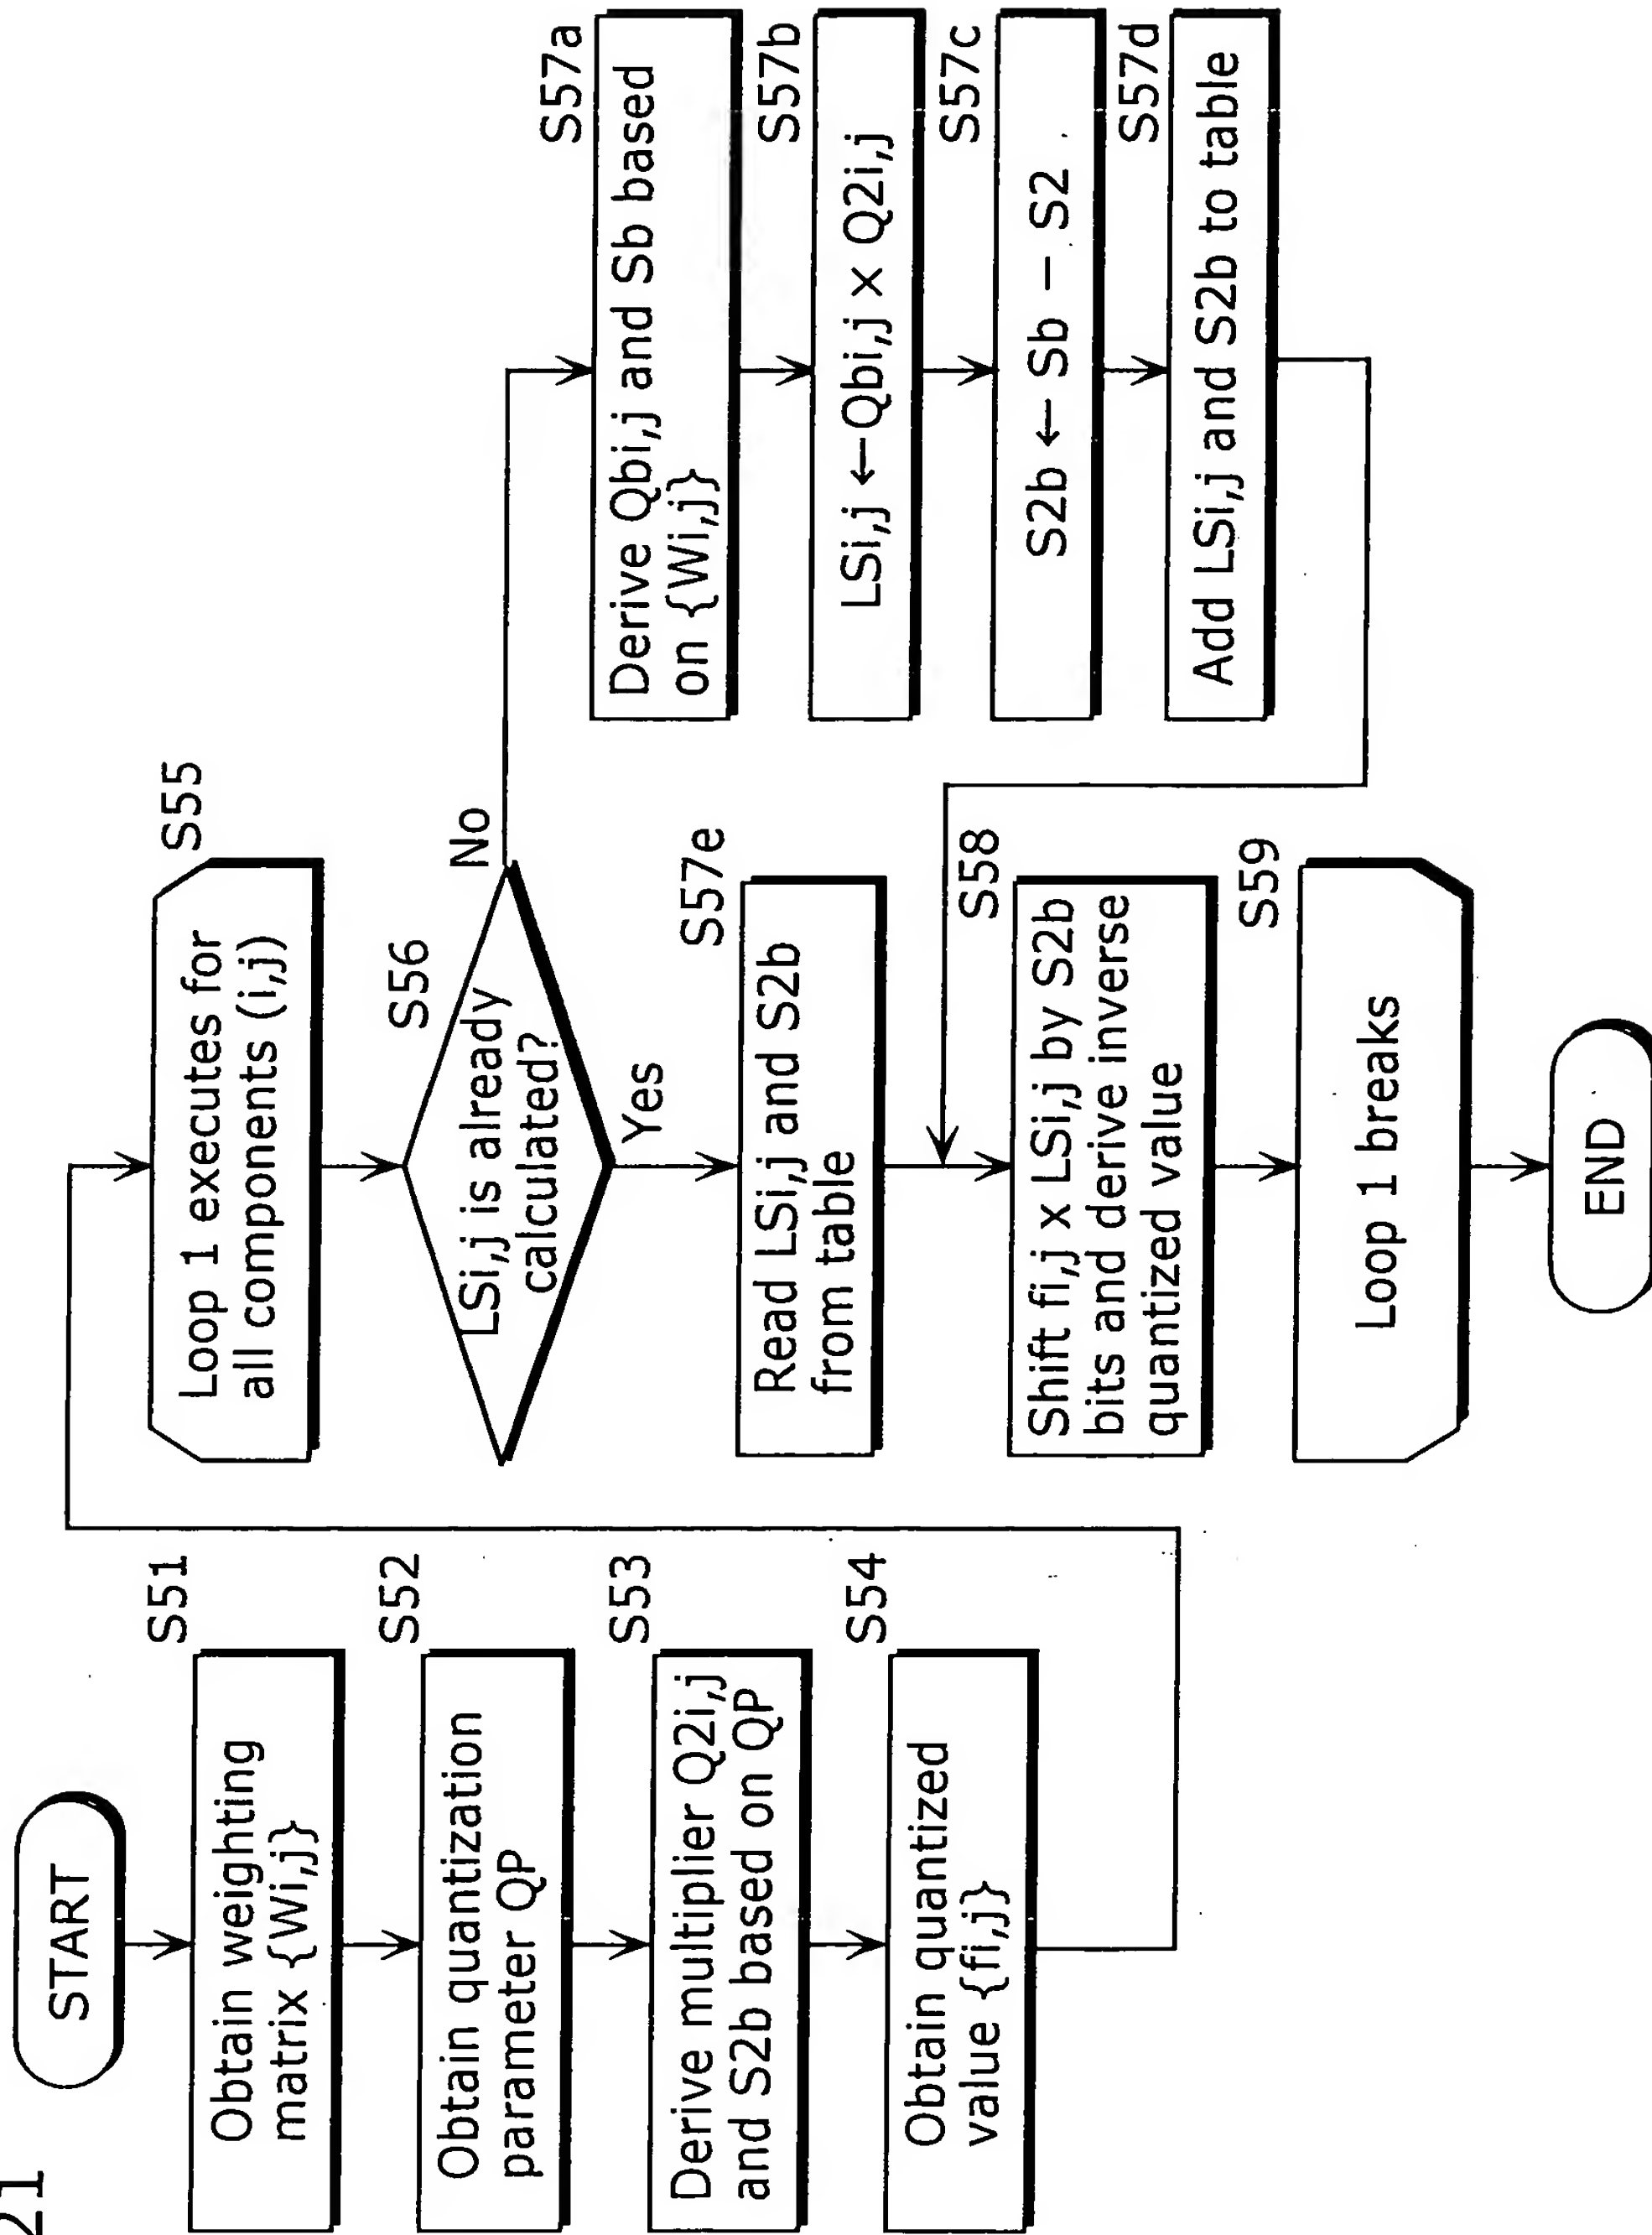 21
START
S51
Obtain weighting
matrix {Wi,j}
S52
Obtain quantization
parameter QP
S53
Derive multiplier Q2i,j
and S2b based on QP
S54
Obtain quantized
value {fi,j}
S55
Loop 1 executes for
all components (i,j)
S56
LSi,j is already
calculated?
No
Yes
S57e
Read LSi,j and S2b
from table
S58
Shift fi,j x LSi,j by S2b
bits and derive inverse
quantized value
S59
Loop 1 breaks
END
S57a
Derive Qbi,j and Sb based
on {Wi,j}
S57b
LSi,j ←Qbi,j × Q2i,j
S57c
S2b ← Sb − S2
S57d
Add LSi,j and S2b to table